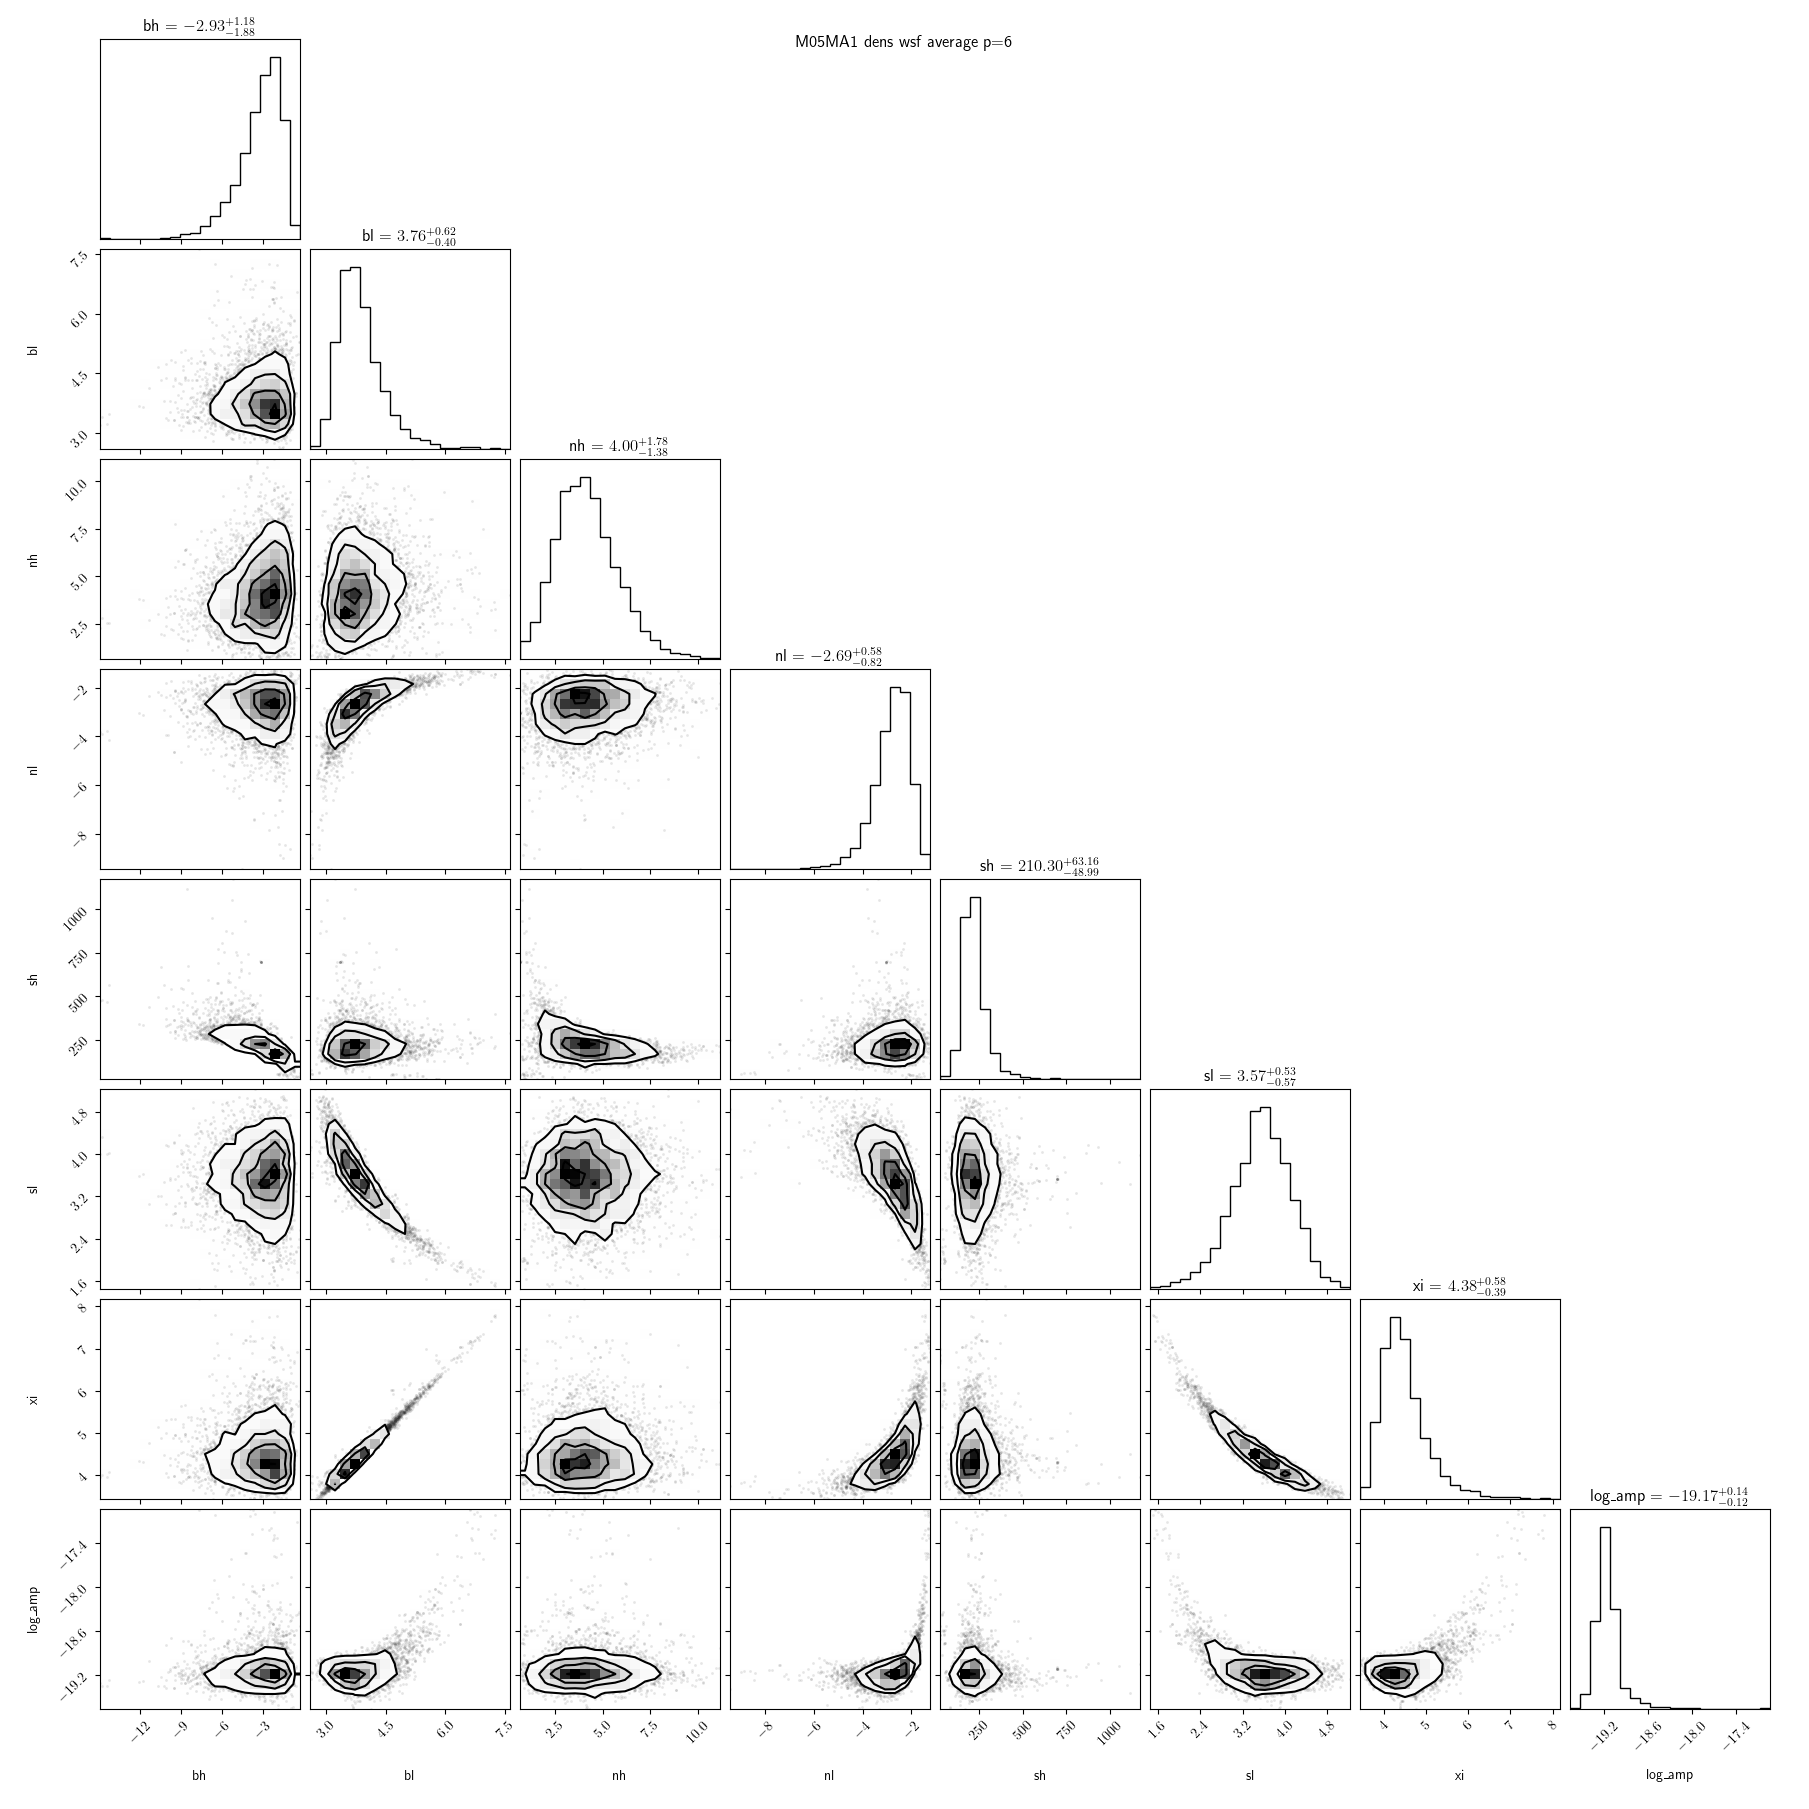 M05MA1 dens wsf average p=6
bh = −2.93 +1.18 −1.88
bl = 3.76 +0.62 −0.40
nh = 4.00 +1.78 −1.38
nl = −2.69 +0.58 −0.82
sh = 210.30 +63.16 −48.99
sl = 3.57 +0.53 −0.57
xi = 4.38 +0.58 −0.39
log_amp = −19.17 +0.14 −0.12
7.5
6.0
4.5
3.0
bl
10.0
7.5
5.0
2.5
nh
−2
−4
−6
−8
nl
1000
750
500
250
sh
4.8
4.0
3.2
2.4
1.6
sl
8
7
6
5
4
xi
−17.4
−18.0
−18.6
−19.2
log_amp
−12 −9 −6 −3
3.0 4.5 6.0 7.5
2.5 5.0 7.5 10.0
−8 −6 −4 −2
250 500 750 1000
1.6 2.4 3.2 4.0 4.8
4 5 6 7 8
−19.2 −18.6 −18.0 −17.4
bh bl nh nl sh sl xi log_amp